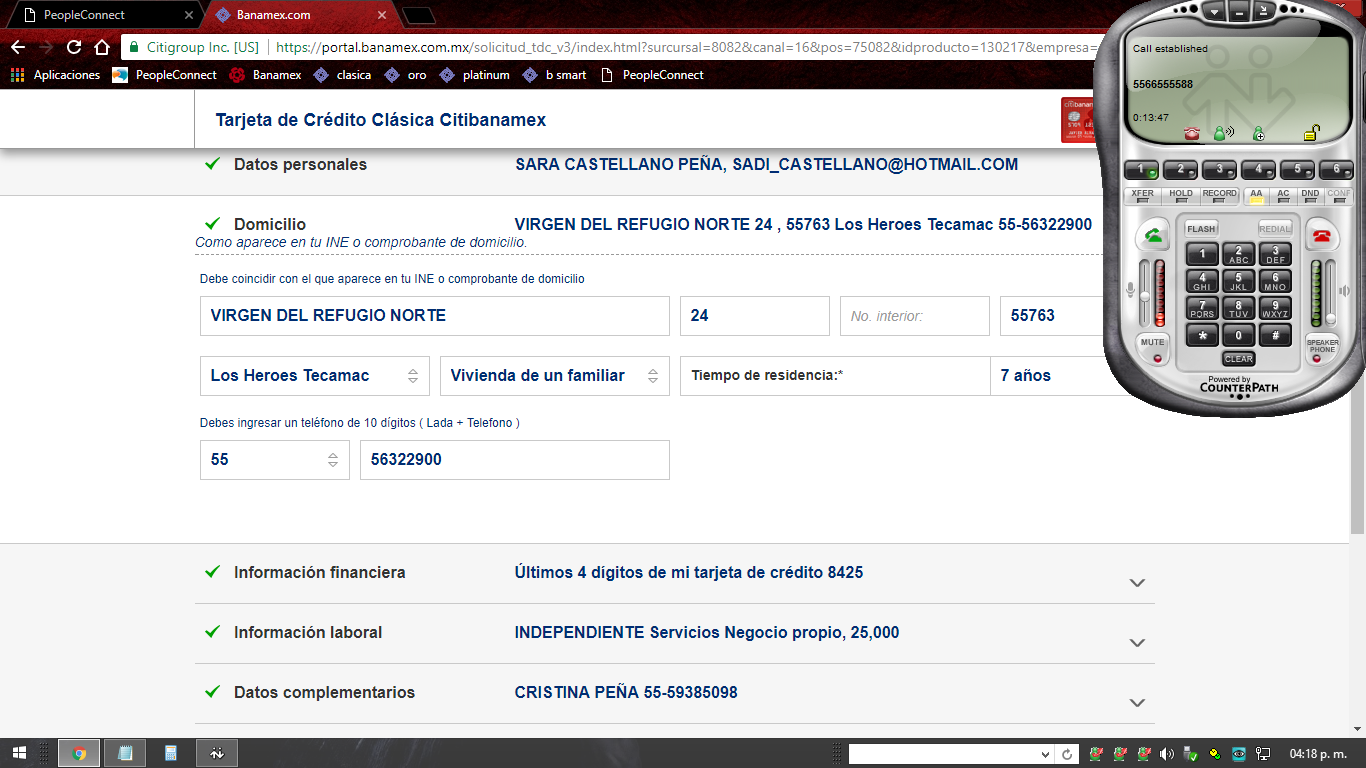 PeopleConnect
Banamex.com
Citigroup Inc. [US]
https://portal.banamex.com.mx/solicitud_tdc_v3/index.html?surcursal=8082&canal=16&pos=75082&idproducto=130217&empresa=
Aplicaciones PeopleConnect Banamex clasica oro platinum b smart PeopleConnect
Tarjeta de Crédito Clásica Citibanamex
Datos personales SARA CASTELLANO PEÑA, SADI_CASTELLANO@HOTMAIL.COM
Domicilio VIRGEN DEL REFUGIO NORTE 24 , 55763 Los Heroes Tecamac 55-56322900
Como aparece en tu INE o comprobante de domicilio.
Debe coincidir con el que aparece en tu INE o comprobante de domicilio
VIRGEN DEL REFUGIO NORTE 24 No. interior: 55763
Los Heroes Tecamac Vivienda de un familiar Tiempo de residencia:* 7 años
Debes ingresar un teléfono de 10 dígitos ( Lada + Telefono )
55 56322900
Información financiera Últimos 4 dígitos de mi tarjeta de crédito 8425
Información laboral INDEPENDIENTE Servicios Negocio propio, 25,000
Datos complementarios CRISTINA PEÑA 55-59385098
Call established
5566555588
0:13:47
1 2 3 4 5 6
XFER HOLD RECORD AA AC DND CONF
FLASH REDIAL
1 2 ABC 3 DEF
4 GHI 5 JKL 6 MNO
7 PQRS 8 TUV 9 WXYZ
* 0 #
MUTE CLEAR SPEAKER PHONE
Powered by
COUNTERPATH
04:18 p. m.